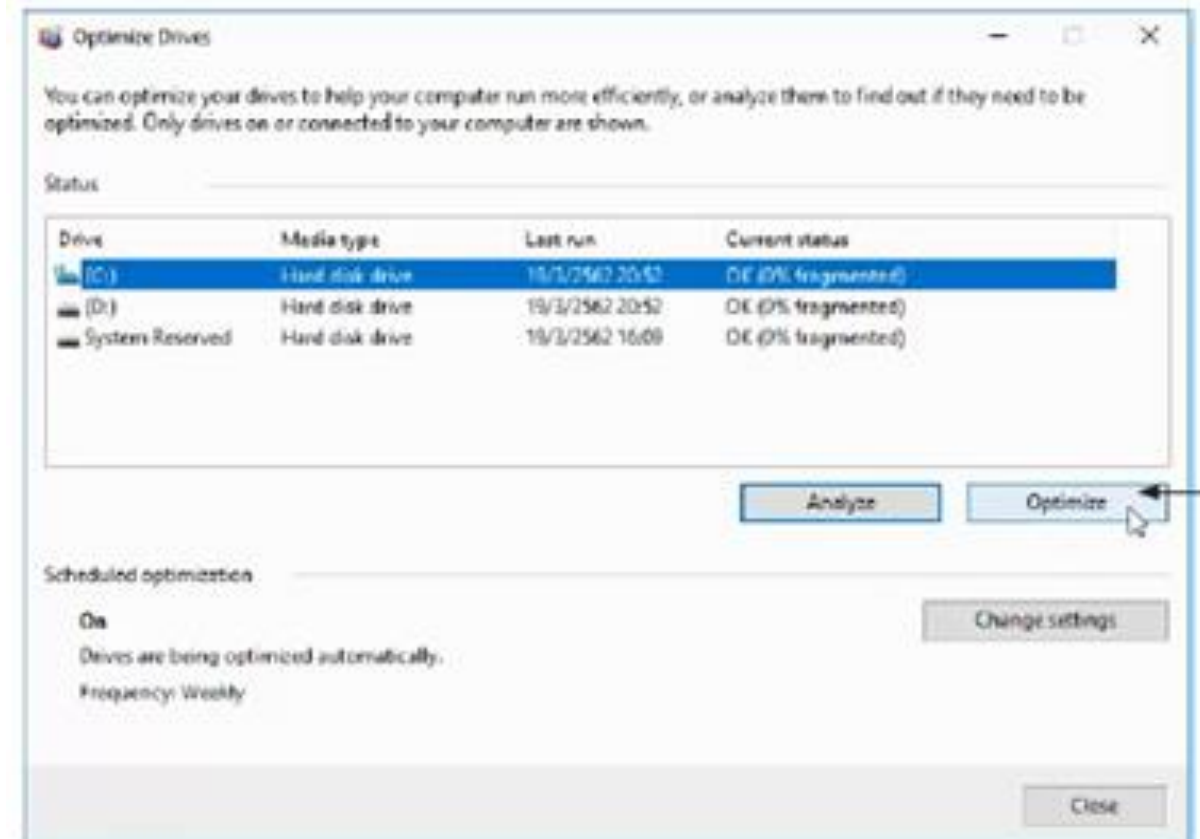 Optimize Drives
You can optimize your drives to help your computer run more efficiently, or analyze them to find out if they need to be
optimized. Only drives on or connected to your computer are shown.
Status
Drive Media type Last run Current status
(C:) Hard disk drive 19/3/2562 20:52 OK (0% fragmented)
(D:) Hard disk drive 19/3/2562 20:52 OK (0% fragmented)
System Reserved Hard disk drive 19/3/2562 16:09 OK (0% fragmented)
Analyze Optimize
Scheduled optimization
On Change settings
Drives are being optimized automatically.
Frequency: Weekly
Close